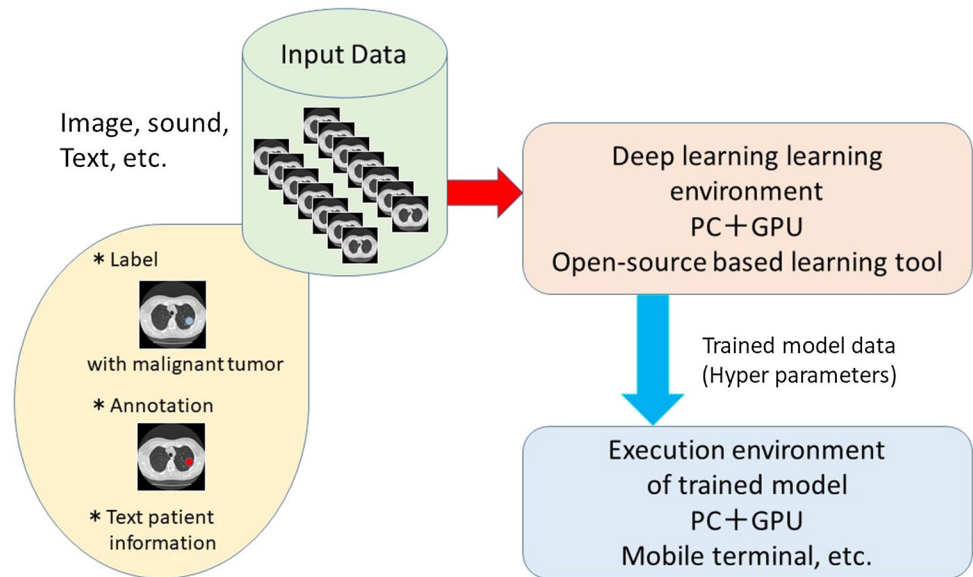 Input Data
Image, sound,
Text, etc.
* Label
with malignant tumor
* Annotation
* Text patient
information
Deep learning learning
environment
PC+GPU
Open-source based learning tool
Trained model data
(Hyper parameters)
Execution environment
of trained model
PC+GPU
Mobile terminal, etc.